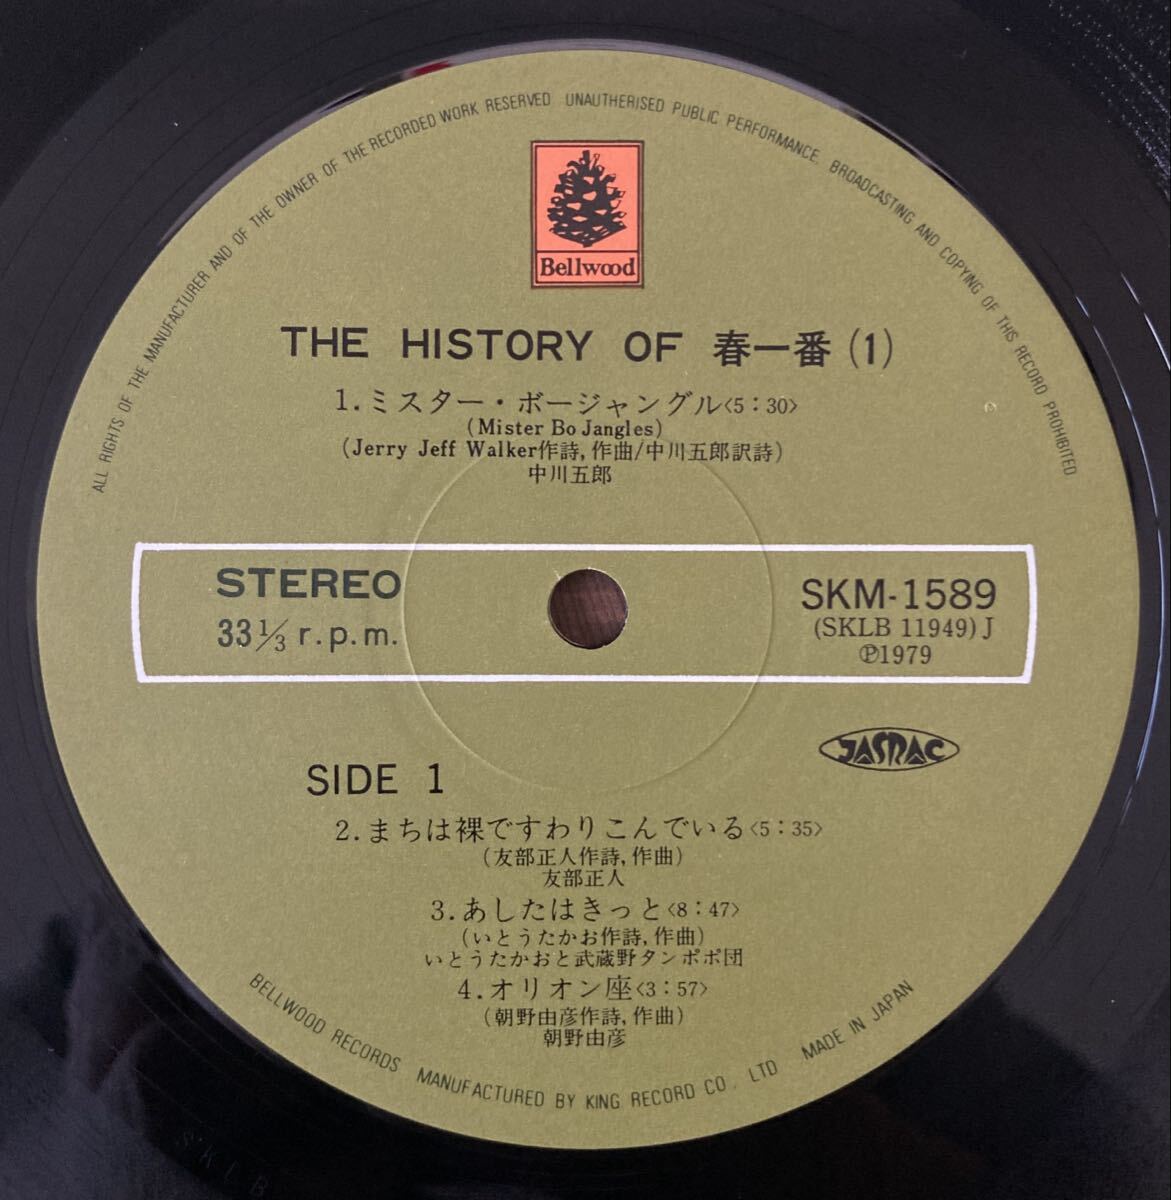 ALL RIGHTS OF THE MANUFACTURER AND OF THE OWNER OF THE RECORDED WORK RESERVED UNAUTHERISED PUBLIC PERFORMANCE, BROADCASTING AND COPYING OF THIS RECORD PROHIBITED
Bellwood
THE HISTORY OF 春一番(1)
1.ミスター・ボージャングル〈5:30〉
(Mister Bo Jangles)
(Jerry Jeff Walker作詩,作曲/中川五郎訳詩)
中川五郎
STEREO
33 1/3 r.p.m.
SKM-1589
(SKLB 11949)J
Ⓟ1979
JASRAC
SIDE 1
2.まちは裸ですわりこんでいる〈5:35〉
(友部正人作詩,作曲)
友部正人
3.あしたはきっと〈8:47〉
(いとうたかお作詩,作曲)
いとうたかおと武蔵野タンポポ団
4.オリオン座〈3:57〉
(朝野由彦作詩,作曲)
朝野由彦
BELLWOOD RECORDS MANUFACTURED BY KING RECORD CO., LTD MADE IN JAPAN
SKLB